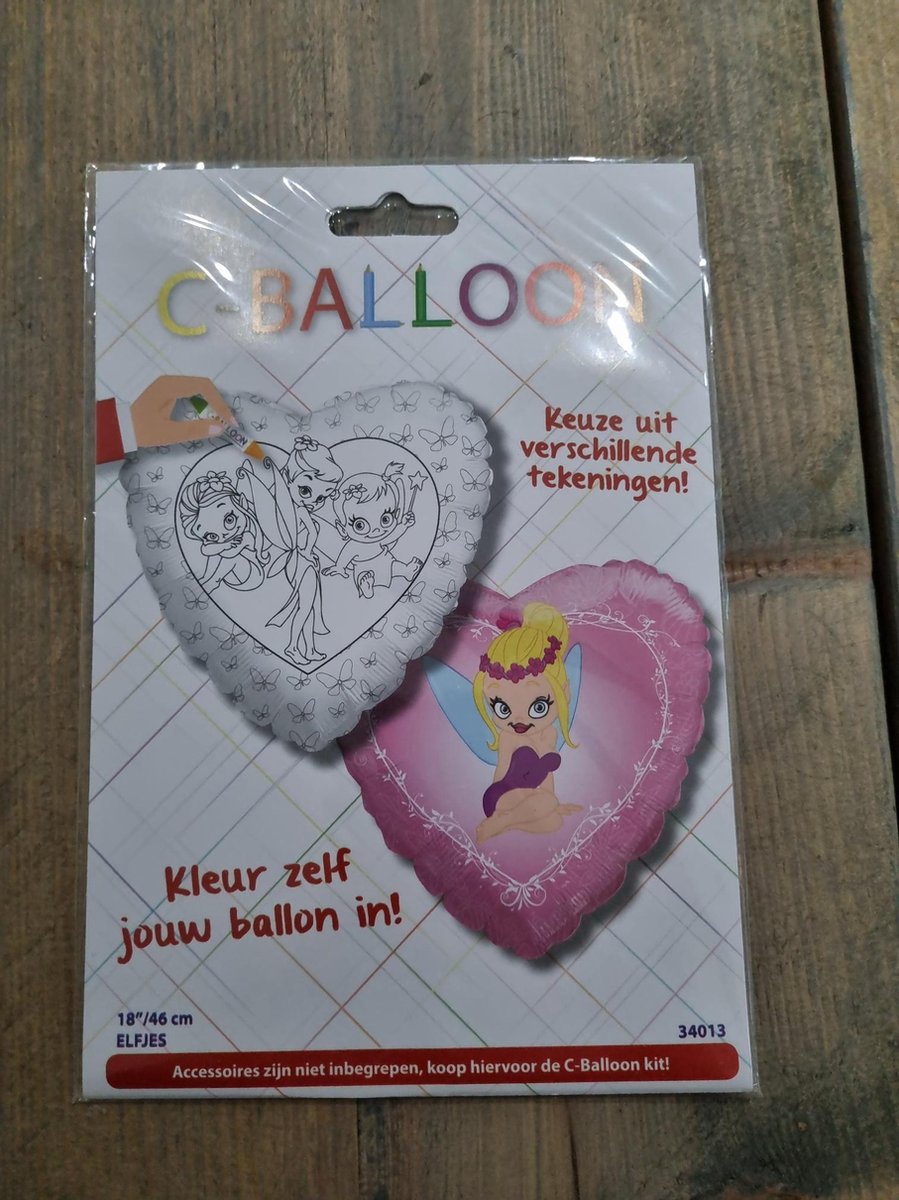 C-BALLOON
Keuze uit
verschillende
tekeningen!
Kleur zelf
jouw ballon in!
18"/46 cm
ELFJES
34013
Accessoires zijn niet inbegrepen, koop hiervoor de C-Balloon kit!